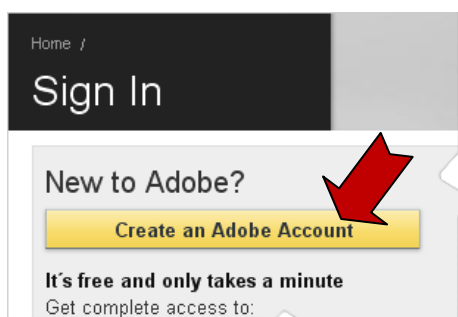 Home /
Sign In
New to Adobe?
Create an Adobe Account
It´s free and only takes a minute
Get complete access to: